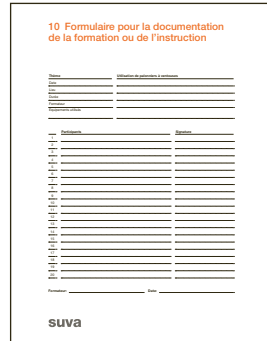 10 Formulaire pour la documentation
de la formation ou de l'instruction
Thème Utilisation de palonniers à ventouses
Date
Lieu
Durée
Formateur
Equipements utilisés
Participants Signature
1
2
3
4
5
6
7
8
9
10
11
12
13
14
15
16
17
18
19
20
Formateur: Date:
suva